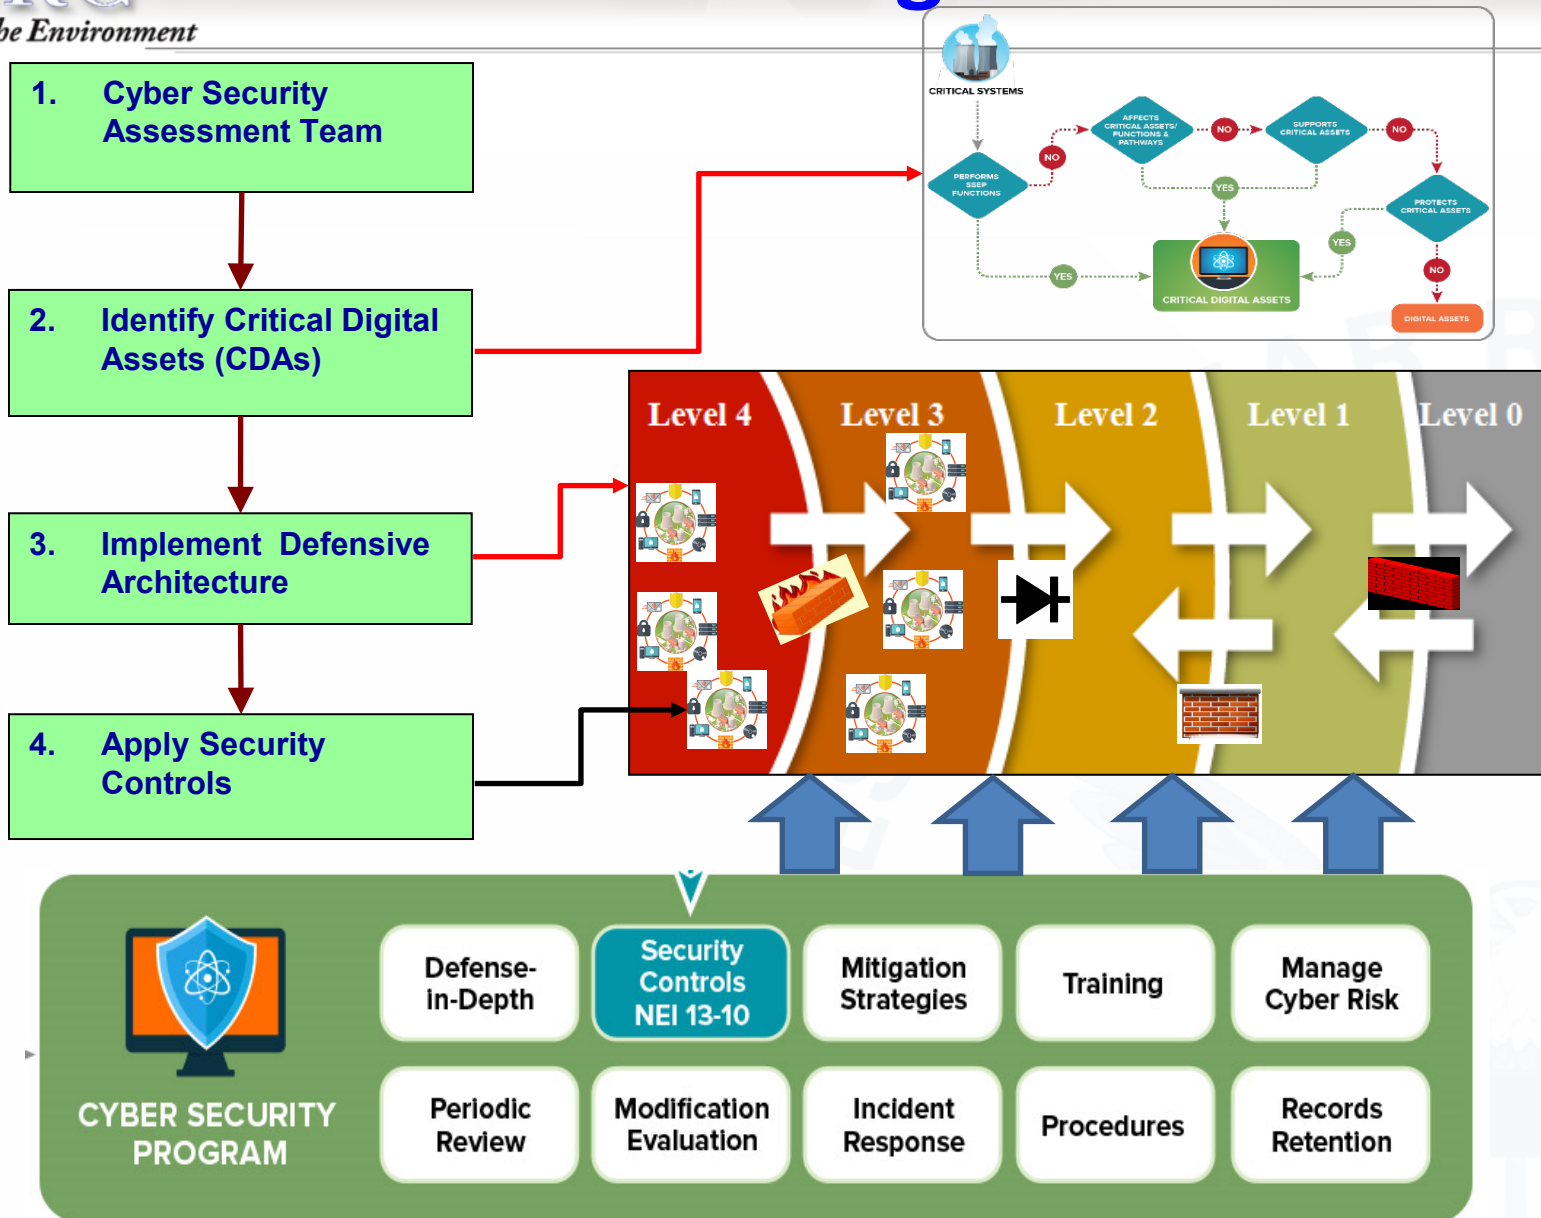 the Environment
1. Cyber Security
Assessment Team
2. Identify Critical Digital
Assets (CDAs)
3. Implement Defensive
Architecture
4. Apply Security
Controls
CRITICAL SYSTEMS
PERFORMS
SSEP
FUNCTIONS
NO
AFFECTS
CRITICAL ASSETS/
FUNCTIONS &
PATHWAYS
NO
SUPPORTS
CRITICAL ASSETS
NO
PROTECTS
CRITICAL ASSETS
YES
YES
YES
NO
CRITICAL DIGITAL ASSETS
DIGITAL ASSETS
Level 4
Level 3
Level 2
Level 1
Level 0
CYBER SECURITY
PROGRAM
Defense-
in-Depth
Security
Controls
NEI 13-10
Mitigation
Strategies
Training
Manage
Cyber Risk
Periodic
Review
Modification
Evaluation
Incident
Response
Procedures
Records
Retention